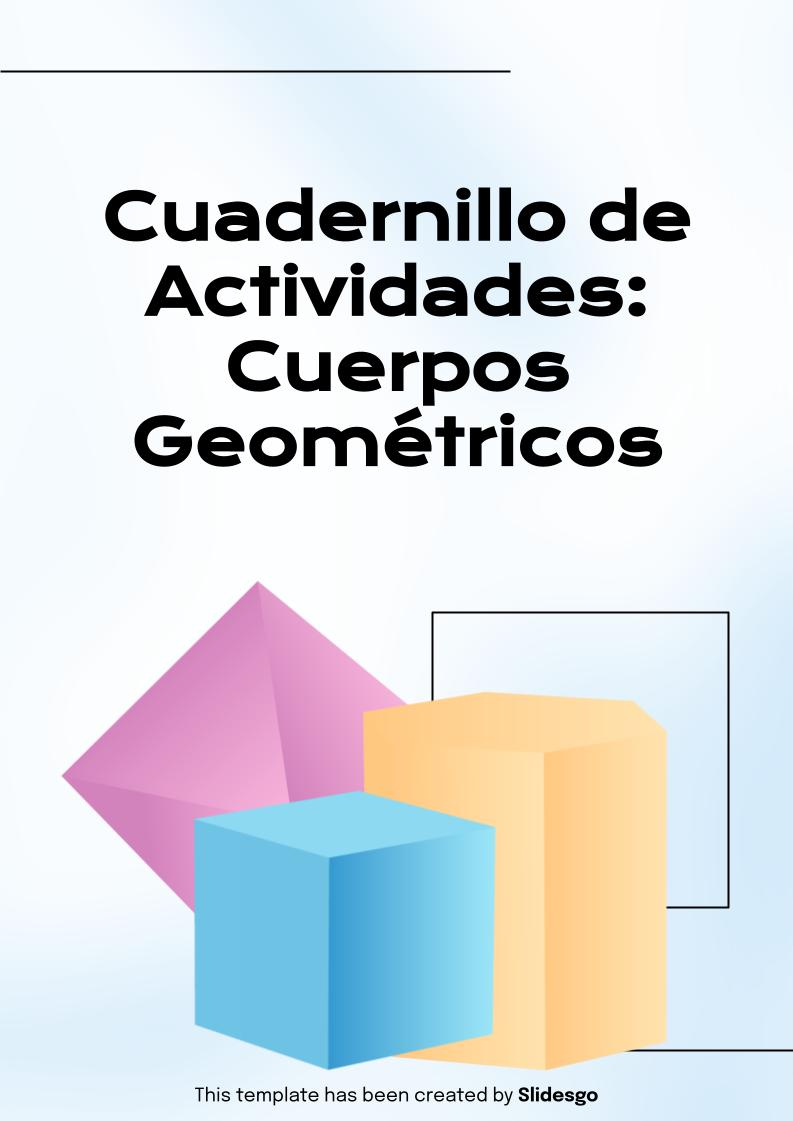 Cuadernillo de
Actividades:
Cuerpos
Geométricos
This template has been created by Slidesgo